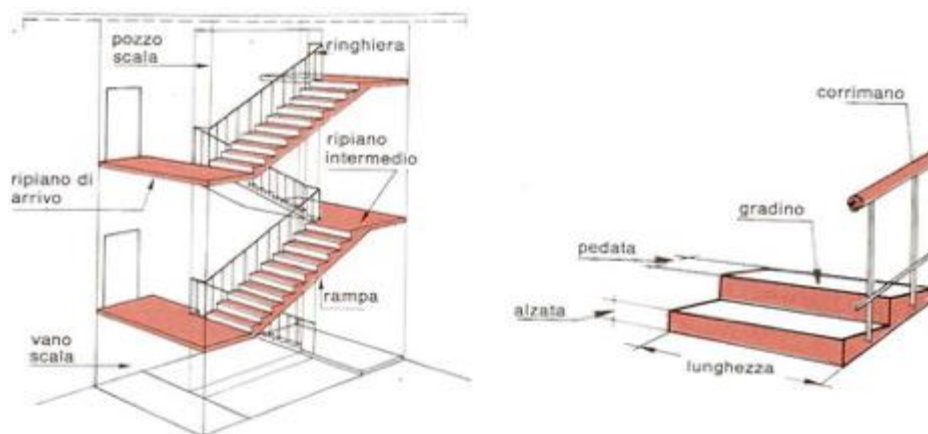 pozzo
scala
ringhiera
ripiano
intermedio
ripiano di
arrivo
rampa
vano
scala
corrimano
gradino
pedata
alzata
lunghezza